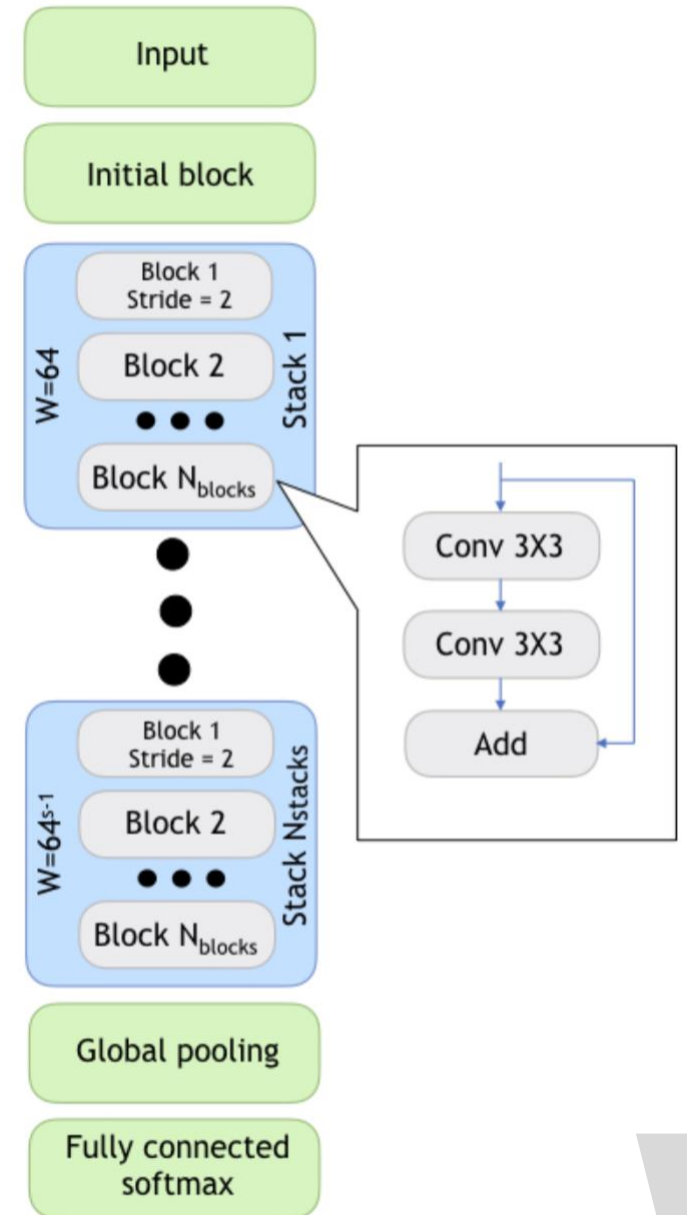 Input
Initial block
W=64
Block 1
Stride = 2
Block 2
Block Nblocks
Stack 1
Conv 3X3
Conv 3X3
Add
W=64s-1
Block 1
Stride = 2
Block 2
Block Nblocks
Stack Nstacks
Global pooling
Fully connected
softmax